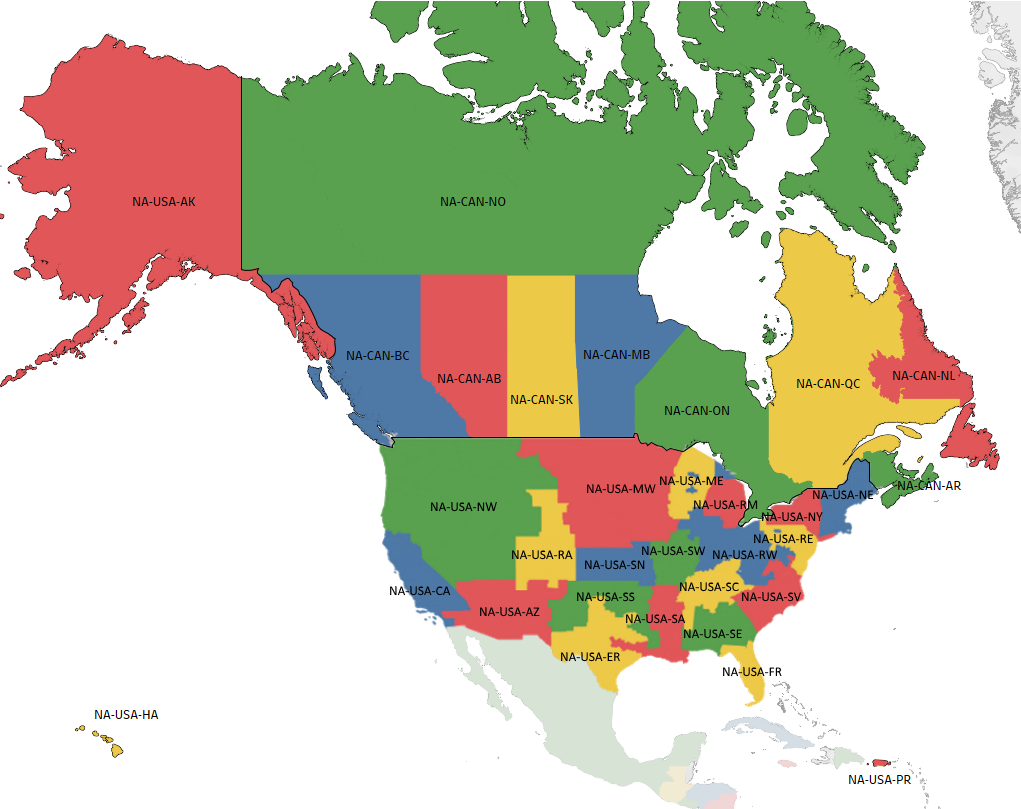 NA-USA-AK
NA-CAN-NO
NA-CAN-BC
NA-CAN-MB
NA-CAN-AB
NA-CAN-QC
NA-CAN-NL
NA-CAN-SK
NA-CAN-ON
NA-USA-ME
NA-CAN-AR
NA-USA-MW
NA-USA-NE
NA-USA-NW
NA-USA-RM
NA-USA-NY
NA-USA-RE
NA-USA-RA
NA-USA-SW
NA-USA-RW
NA-USA-SN
NA-USA-CA
NA-USA-SC
NA-USA-SS
NA-USA-SV
NA-USA-AZ
NA-USA-SA
NA-USA-SE
NA-USA-ER
NA-USA-FR
NA-USA-HA
NA-USA-PR